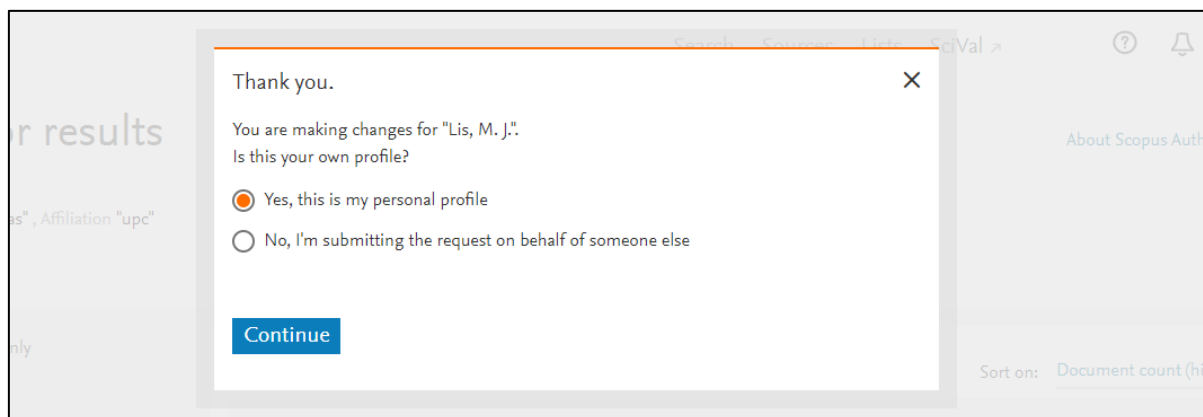 Search Sources Lists SciVal ↗
Thank you.
You are making changes for "Lis, M. J.".
Is this your own profile?
Yes, this is my personal profile
No, I'm submitting the request on behalf of someone else
Continue
or results
About Scopus Auth
as" , Affiliation "upc"
nly
Sort on: Document count (hi